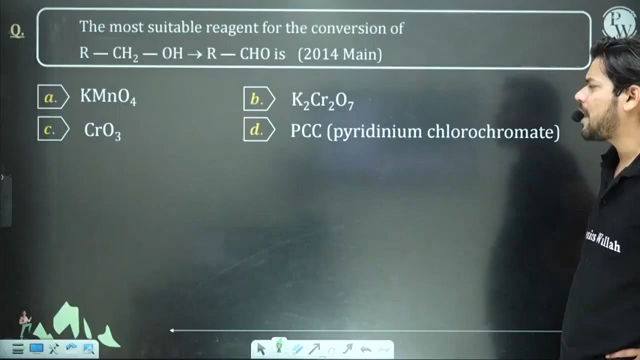 Q. The most suitable reagent for the conversion of
R — CH₂ — OH → R — CHO is (2014 Main)
a. KMnO₄
b. K₂Cr₂O₇
c. CrO₃
d. PCC (pyridinium chlorochromate)
P
W